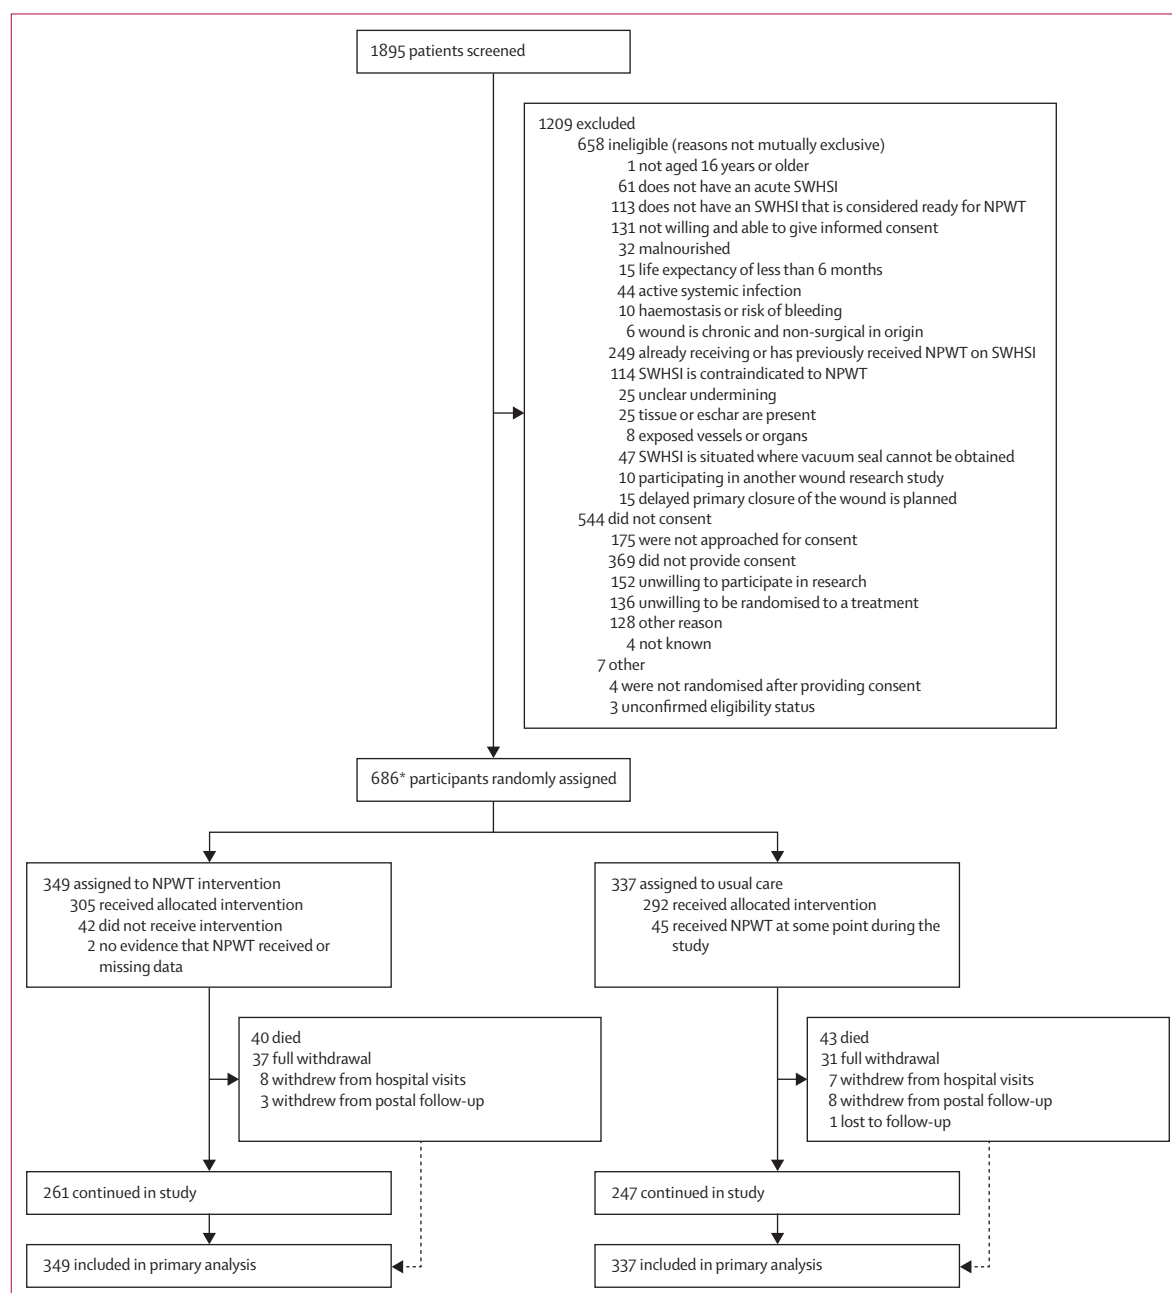 1895 patients screened
1209 excluded
658 ineligible (reasons not mutually exclusive)
1 not aged 16 years or older
61 does not have an acute SWHSI
113 does not have an SWHSI that is considered ready for NPWT
131 not willing and able to give informed consent
32 malnourished
15 life expectancy of less than 6 months
44 active systemic infection
10 haemostasis or risk of bleeding
6 wound is chronic and non-surgical in origin
249 already receiving or has previously received NPWT on SWHSI
114 SWHSI is contraindicated to NPWT
25 unclear undermining
25 tissue or eschar are present
8 exposed vessels or organs
47 SWHSI is situated where vacuum seal cannot be obtained
10 participating in another wound research study
15 delayed primary closure of the wound is planned
544 did not consent
175 were not approached for consent
369 did not provide consent
152 unwilling to participate in research
136 unwilling to be randomised to a treatment
128 other reason
4 not known
7 other
4 were not randomised after providing consent
3 unconfirmed eligibility status
686* participants randomly assigned
349 assigned to NPWT intervention
305 received allocated intervention
42 did not receive intervention
2 no evidence that NPWT received or
missing data
337 assigned to usual care
292 received allocated intervention
45 received NPWT at some point during the
study
40 died
37 full withdrawal
8 withdrew from hospital visits
3 withdrew from postal follow-up
43 died
31 full withdrawal
7 withdrew from hospital visits
8 withdrew from postal follow-up
1 lost to follow-up
261 continued in study
247 continued in study
349 included in primary analysis
337 included in primary analysis